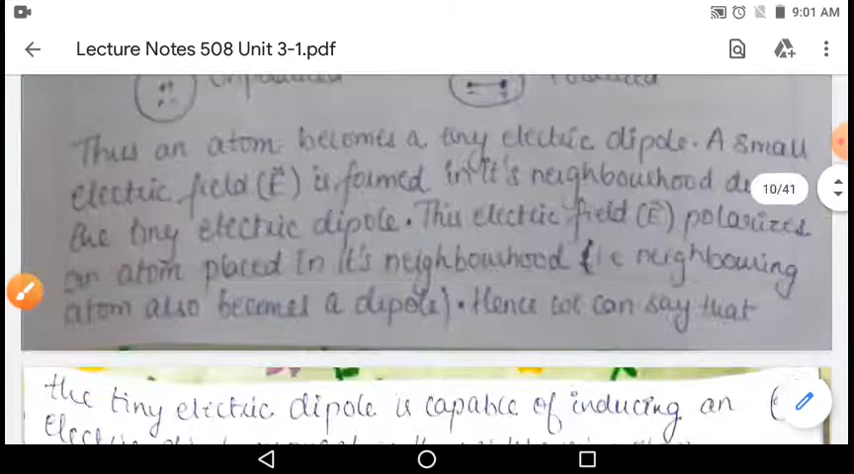 9:01 AM
Lecture Notes 508 Unit 3-1.pdf
Thus an atom becomes a tiny electric dipole. A small
electric field (E⃗) is formed in it's neighbourhood
10/41
the tiny electric dipole. This electric field (E⃗) polarizes
an atom placed in it's neighbourhood (i e neighbouring
atom also becomes a dipole). Hence we can say that
the tiny electric dipole is capable of inducing an